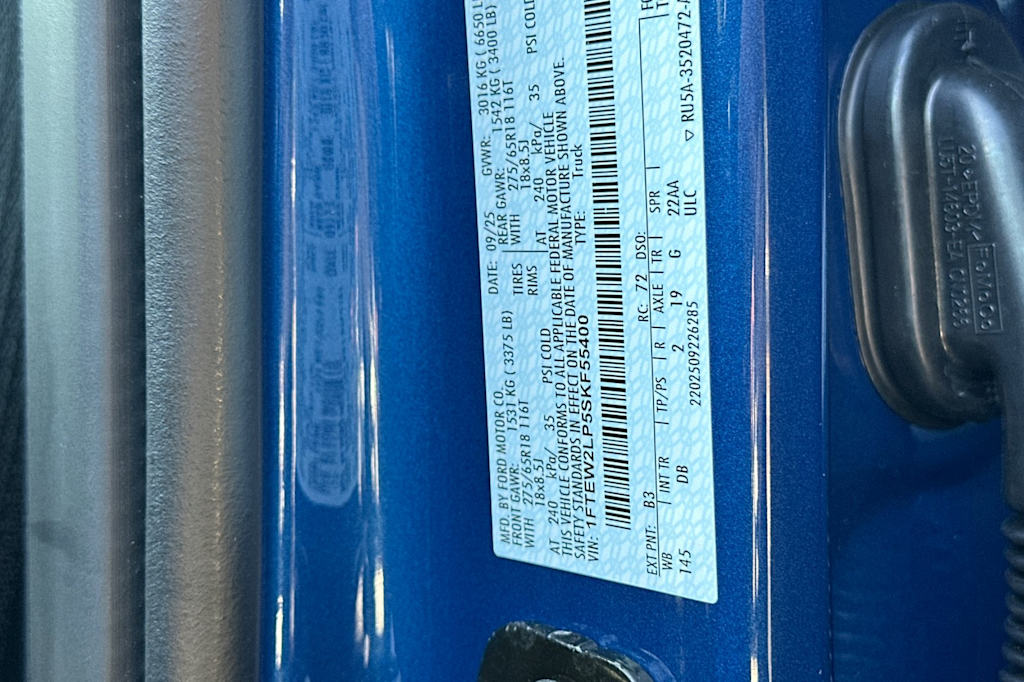 MFD. BY FORD MOTOR CO.
DATE: 09/25 GVWR: 3016 KG ( 6650 L
FRONT GAWR: 1531 KG ( 3375 LB)
REAR GAWR: 1542 KG ( 3400 LB)
WITH 275/65R18 116T TIRES
WITH 275/65R18 116T
18x8.5J RIMS
18x8.5J
AT 240 kPa/ 35 PSI COLD
AT 240 kPa/ 35 PSI COLD
THIS VEHICLE CONFORMS TO ALL APPLICABLE FEDERAL MOTOR VEHICLE
SAFETY STANDARDS IN EFFECT ON THE DATE OF MANUFACTURE SHOWN ABOVE.
VIN: 1FTEW2LP5SKF55400 TYPE: Truck
EXT PNT: B3 RC: 72 DSO:
WB INT TR TP/PS R AXLE TR SPR
145 DB 2 19 G 22AA
2202509226285 ULC
▽ RU5A-3520472-
FoMoCo